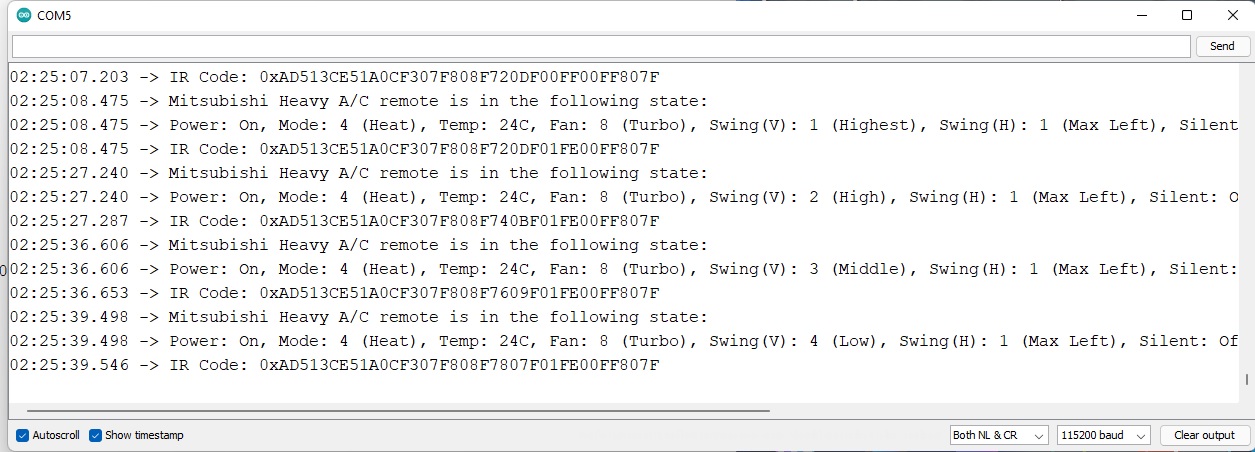 COM5
Send
02:25:07.203 -> IR Code: 0xAD513CE51A0CF307F808F720DF00FF00FF807F
02:25:08.475 -> Mitsubishi Heavy A/C remote is in the following state:
02:25:08.475 -> Power: On, Mode: 4 (Heat), Temp: 24C, Fan: 8 (Turbo), Swing(V): 1 (Highest), Swing(H): 1 (Max Left), Silent
02:25:08.475 -> IR Code: 0xAD513CE51A0CF307F808F720DF01FE00FF807F
02:25:27.240 -> Mitsubishi Heavy A/C remote is in the following state:
02:25:27.240 -> Power: On, Mode: 4 (Heat), Temp: 24C, Fan: 8 (Turbo), Swing(V): 2 (High), Swing(H): 1 (Max Left), Silent: O
02:25:27.287 -> IR Code: 0xAD513CE51A0CF307F808F740BF01FE00FF807F
02:25:36.606 -> Mitsubishi Heavy A/C remote is in the following state:
02:25:36.606 -> Power: On, Mode: 4 (Heat), Temp: 24C, Fan: 8 (Turbo), Swing(V): 3 (Middle), Swing(H): 1 (Max Left), Silent:
02:25:36.653 -> IR Code: 0xAD513CE51A0CF307F808F7609F01FE00FF807F
02:25:39.498 -> Mitsubishi Heavy A/C remote is in the following state:
02:25:39.498 -> Power: On, Mode: 4 (Heat), Temp: 24C, Fan: 8 (Turbo), Swing(V): 4 (Low), Swing(H): 1 (Max Left), Silent: Of
02:25:39.546 -> IR Code: 0xAD513CE51A0CF307F808F7807F01FE00FF807F
Autoscroll Show timestamp Both NL & CR 115200 baud Clear output